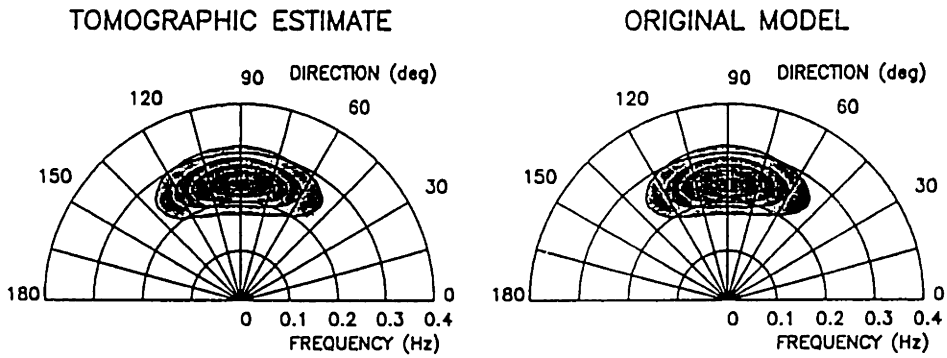 TOMOGRAPHIC ESTIMATE
90 DIRECTION (deg)
120 60
150 30
180 0
0 0.1 0.2 0.3 0.4
FREQUENCY (Hz)
ORIGINAL MODEL
90 DIRECTION (deg)
120 60
150 30
180 0
0 0.1 0.2 0.3 0.4
FREQUENCY (Hz)